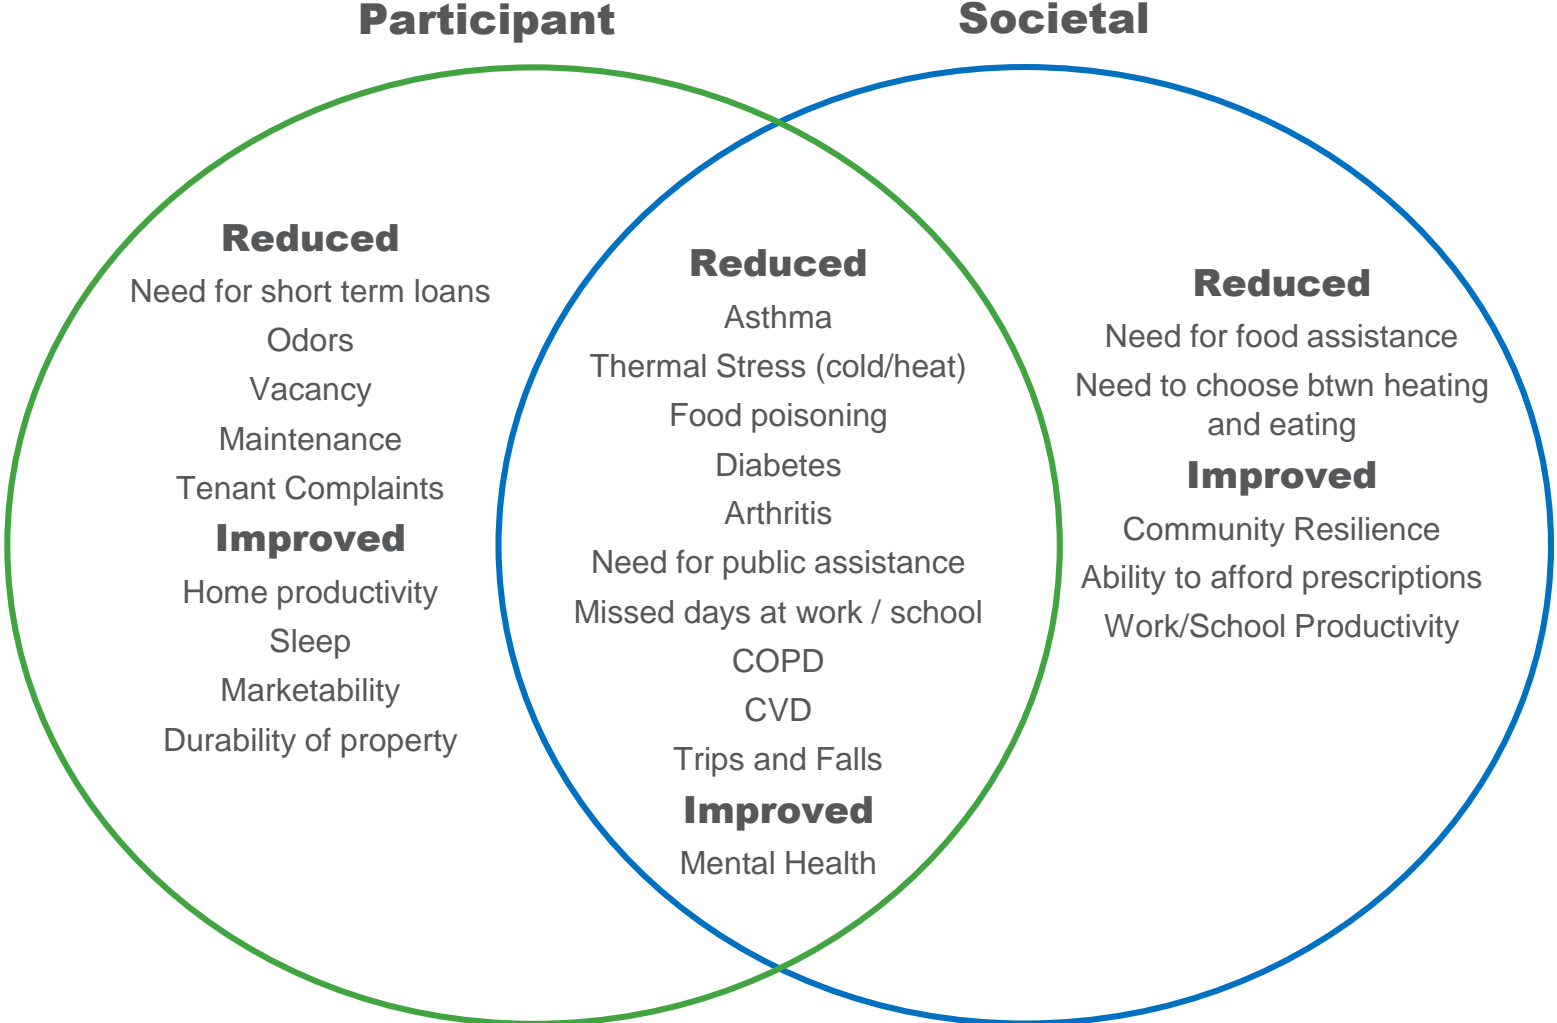 Participant
Societal
Reduced
Need for short term loans
Odors
Vacancy
Maintenance
Tenant Complaints
Improved
Home productivity
Sleep
Marketability
Durability of property
Reduced
Asthma
Thermal Stress (cold/heat)
Food poisoning
Diabetes
Arthritis
Need for public assistance
Missed days at work / school
COPD
CVD
Trips and Falls
Improved
Mental Health
Reduced
Need for food assistance
Need to choose btwn heating
and eating
Improved
Community Resilience
Ability to afford prescriptions
Work/School Productivity